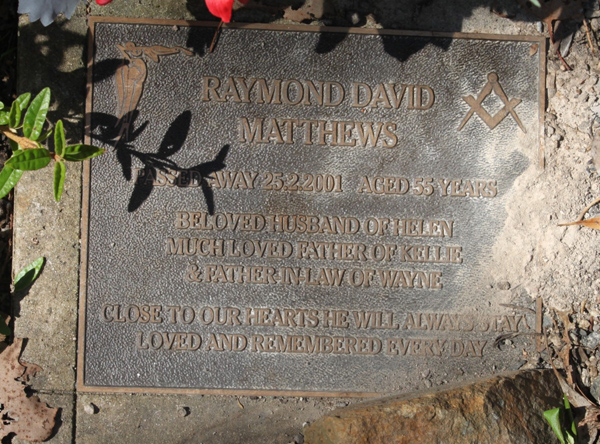 RAYMOND DAVID
MATTHEWS
PASSED AWAY 25.2.2001 AGED 55 YEARS
BELOVED HUSBAND OF HELEN
MUCH LOVED FATHER OF KELLIE
& FATHER-IN-LAW OF WAYNE
CLOSE TO OUR HEARTS HE WILL ALWAYS STAY
LOVED AND REMEMBERED EVERY DAY